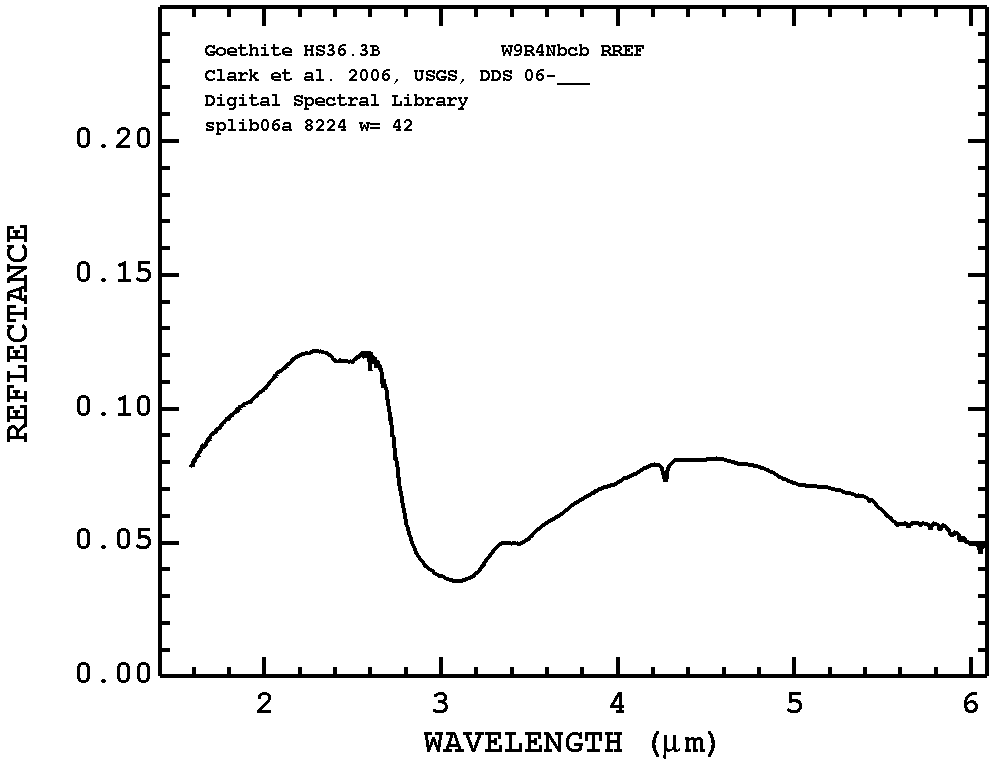 Goethite HS36.3B W9R4Nbcb RREF
Clark et al. 2006, USGS, DDS 06-___
Digital Spectral Library
splib06a 8224 w= 42
REFLECTANCE
0.20
0.15
0.10
0.05
0.00
2 3 4 5 6
WAVELENGTH (μm)